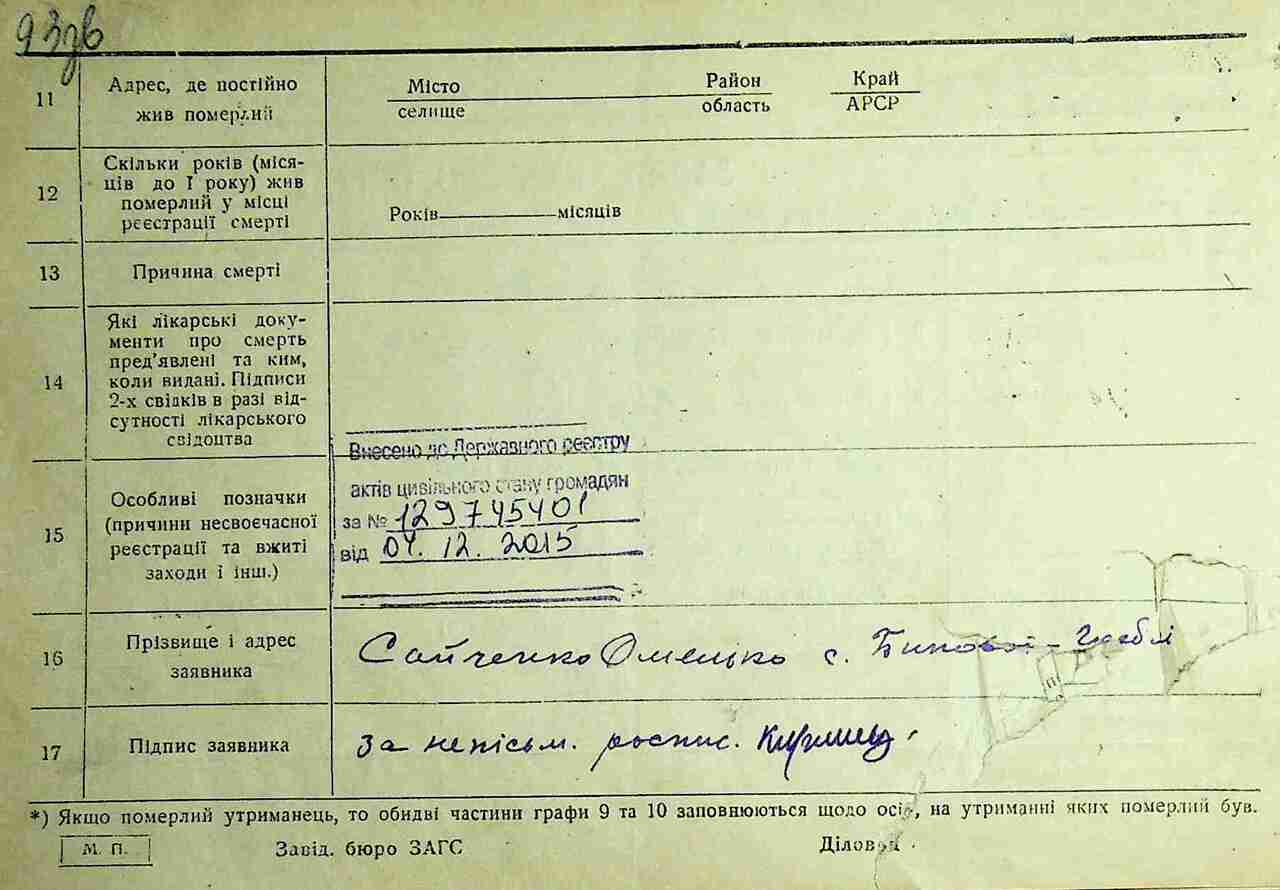 93зв
11 Адрес, де постійно жив померлий
Місто селище Район область Край АРСР
12 Скільки років (міся-
ців до 1 року) жив
померлий у місці
реєстрації смерті
Років місяців
13 Причина смерті
14 Які лікарські доку-
менти про смерть
пред'явлені та ким,
коли видані. Підписи
2-х свідків в разі від-
сутності лікарського
свідоцтва
15 Особливі позначки
(причини несвоєчасної
реєстрації та вжиті
заходи і інш.)
Внесено до Державного реєстру
актів цивільного стану громадян
за № 129745401
від 04.12.2015
16 Прізвище і адрес
заявника
Сайченко Омелько с. Бикової-Греблі
17 Підпис заявника
за непісьм. роспис.
*) Якщо померлий утриманець, то обидві частини графи 9 та 10 заповнюються щодо осіб, на утриманні яких померлий був.
М. П. Завід. бюро ЗАГС Діловод